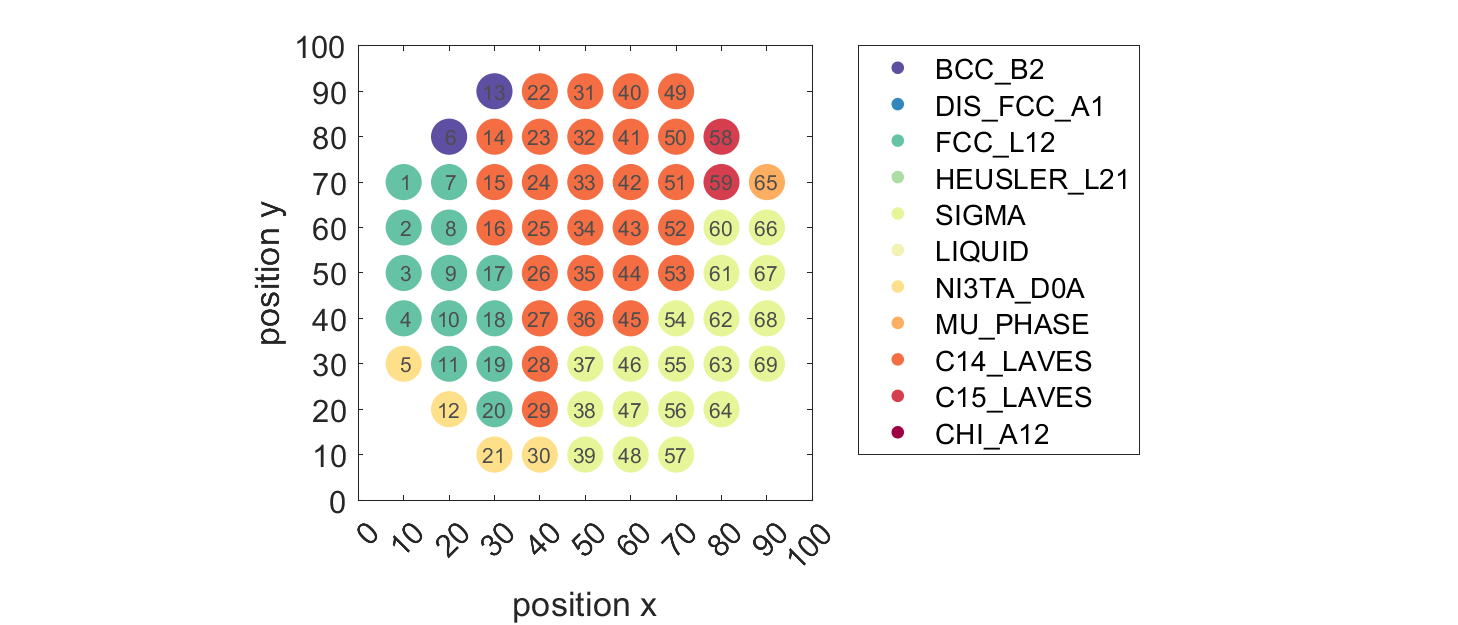 100
90 13 22 31 40 49
80 6 14 23 32 41 50 58
70 1 7 15 24 33 42 51 59 65
60 2 8 16 25 34 43 52 60 66
50 3 9 17 26 35 44 53 61 67
40 4 10 18 27 36 45 54 62 68
30 5 11 19 28 37 46 55 63 69
20 12 20 29 38 47 56 64
10 21 30 39 48 57
0
position y
0 10 20 30 40 50 60 70 80 90 100
position x
BCC_B2
DIS_FCC_A1
FCC_L12
HEUSLER_L21
SIGMA
LIQUID
NI3TA_D0A
MU_PHASE
C14_LAVES
C15_LAVES
CHI_A12